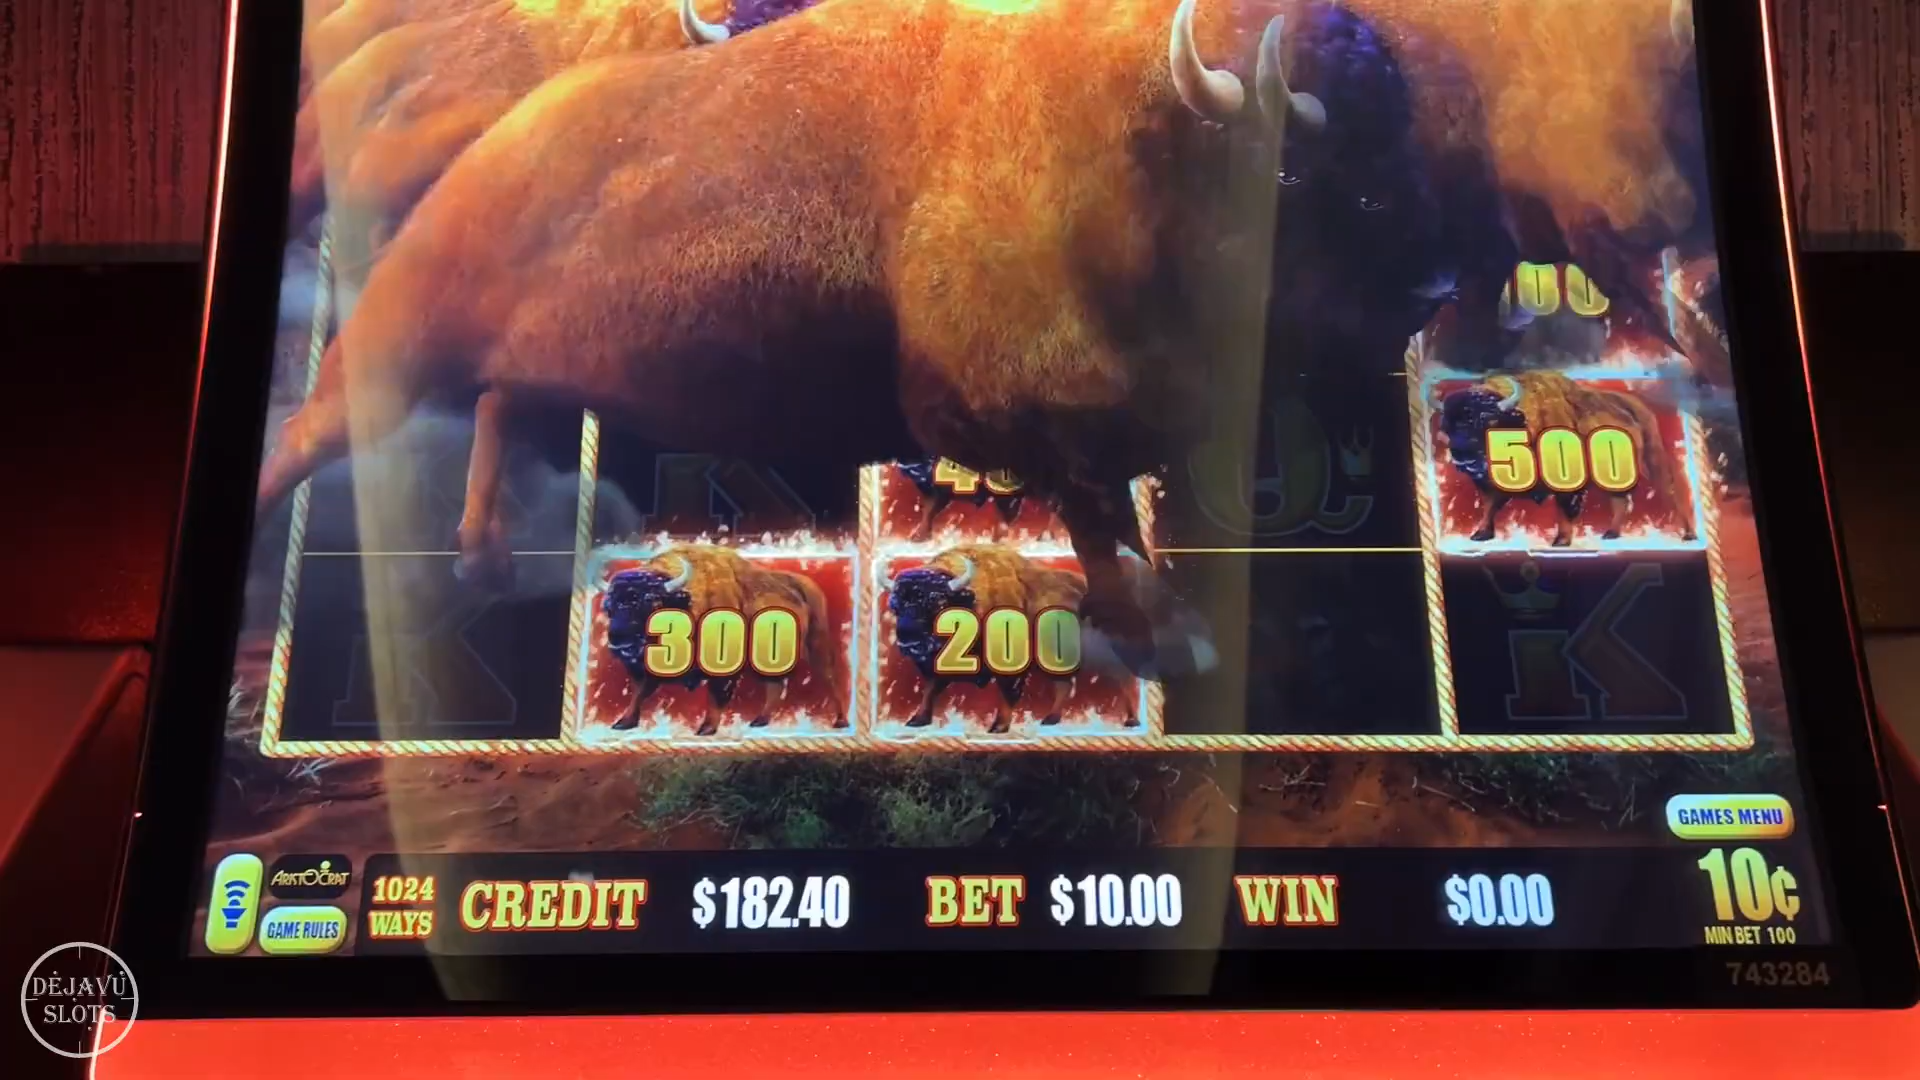 500
300
200
GAMES MENU
ARISTOCRAT
GAME RULES
1024
WAYS
CREDIT $182.40 BET $10.00 WIN $0.00
10¢
MIN BET 100
743284
DÉJAVU
SLOTS